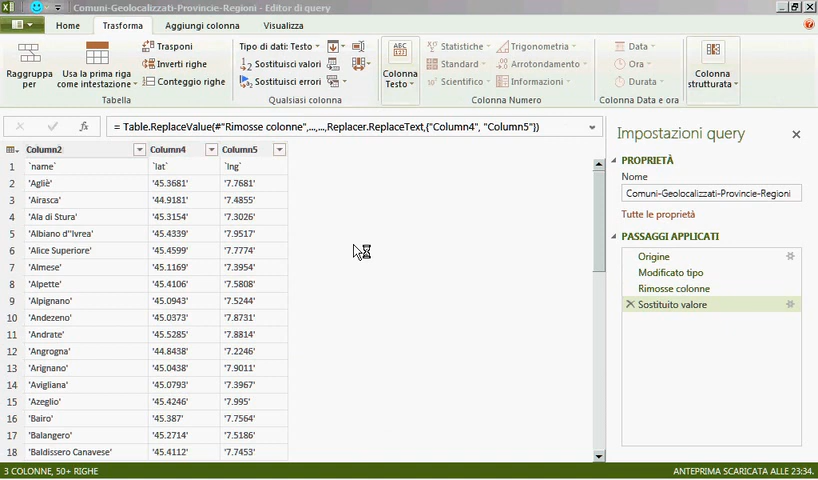 Comuni-Geolocalizzati-Provincie-Regioni - Editor di query
Home
Trasforma
Aggiungi colonna
Visualizza
Raggruppa per
Usa la prima riga come intestazione
Trasponi
Inverti righe
Conteggio righe
Tabella
Tipo di dati: Testo
Sostituisci valori
Sostituisci errori
Qualsiasi colonna
Colonna Testo
Statistiche
Standard
Scientifico
Trigonometria
Arrotondamento
Informazioni
Colonna Numero
Data
Ora
Durata
Colonna Data e ora
Colonna strutturata
= Table.ReplaceValue(#"Rimosse colonne",...,...,Replacer.ReplaceText,{"Column4", "Column5"})
Column2 Column4 Column5
1 `name` `lat` `lng`
2 'Agliè' '45.3681' '7.7681'
3 'Airasca' '44.9181' '7.4855'
4 'Ala di Stura' '45.3154' '7.3026'
5 'Albiano d''Ivrea' '45.4339' '7.9517'
6 'Alice Superiore' '45.4599' '7.7774'
7 'Almese' '45.1169' '7.3954'
8 'Alpette' '45.4106' '7.5808'
9 'Alpignano' '45.0943' '7.5244'
10 'Andezeno' '45.0373' '7.8731'
11 'Andrate' '45.5285' '7.8814'
12 'Angrogna' '44.8438' '7.2246'
13 'Arignano' '45.0438' '7.9011'
14 'Avigliana' '45.0793' '7.3967'
15 'Azeglio' '45.4246' '7.995'
16 'Bairo' '45.387' '7.7564'
17 'Balangero' '45.2714' '7.5186'
18 'Baldissero Canavese' '45.4112' '7.7453'
Impostazioni query
PROPRIETÀ
Nome
Comuni-Geolocalizzati-Provincie-Regioni
Tutte le proprietà
PASSAGGI APPLICATI
Origine
Modificato tipo
Rimosse colonne
Sostituito valore
3 COLONNE, 50+ RIGHE
ANTEPRIMA SCARICATA ALLE 23:34.